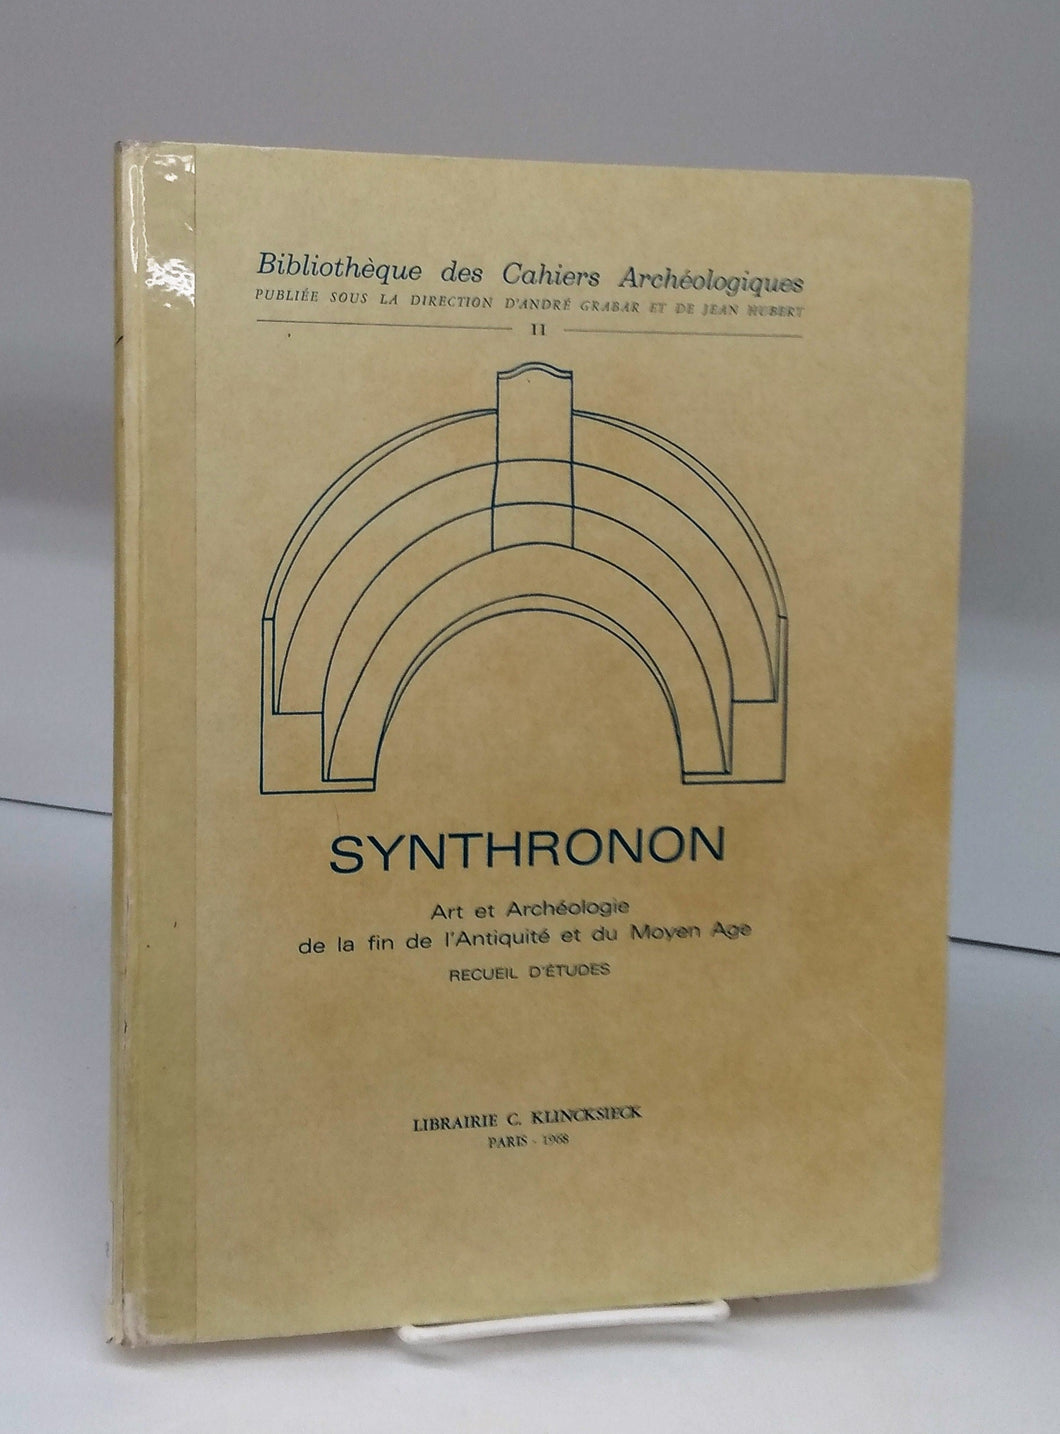 Bibliothèque des Cahiers Archéologiques
PUBLIÉE SOUS LA DIRECTION D'ANDRÉ GRABAR ET DE JEAN HUBERT
II
SYNTHRONON
Art et Archéologie
de la fin de l'Antiquité et du Moyen Age
RECUEIL D'ÉTUDES
LIBRAIRIE C. KLINCKSIECK
PARIS - 1968